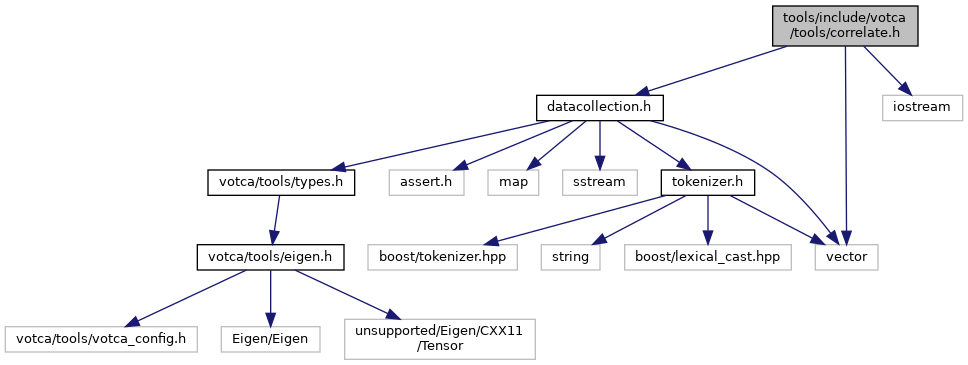 tools/include/votca
/tools/correlate.h
datacollection.h
iostream
votca/tools/types.h
assert.h
map
sstream
tokenizer.h
votca/tools/eigen.h
boost/tokenizer.hpp
string
boost/lexical_cast.hpp
vector
votca/tools/votca_config.h
Eigen/Eigen
unsupported/Eigen/CXX11
/Tensor